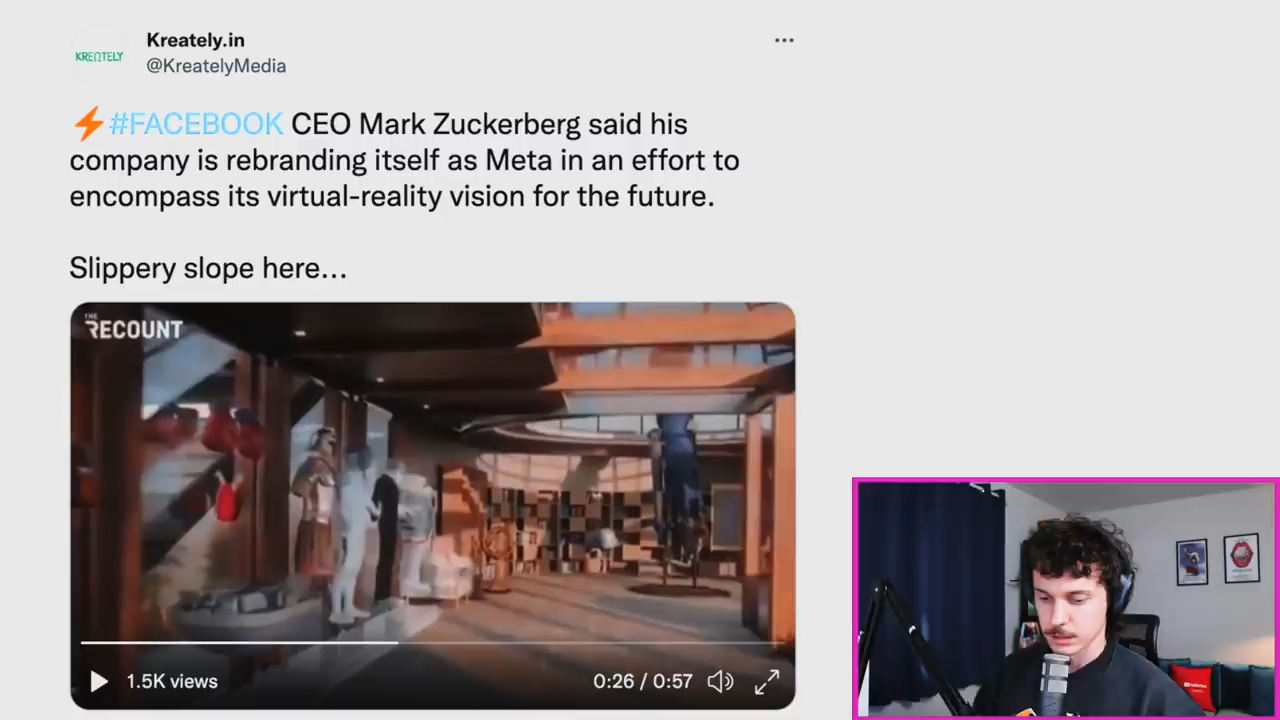 KREΩTELY
Kreately.in
@KreatelyMedia
...
⚡#FACEBOOK CEO Mark Zuckerberg said his
company is rebranding itself as Meta in an effort to
encompass its virtual-reality vision for the future.
Slippery slope here...
THE
RECOUNT
1.5K views
0:26 / 0:57